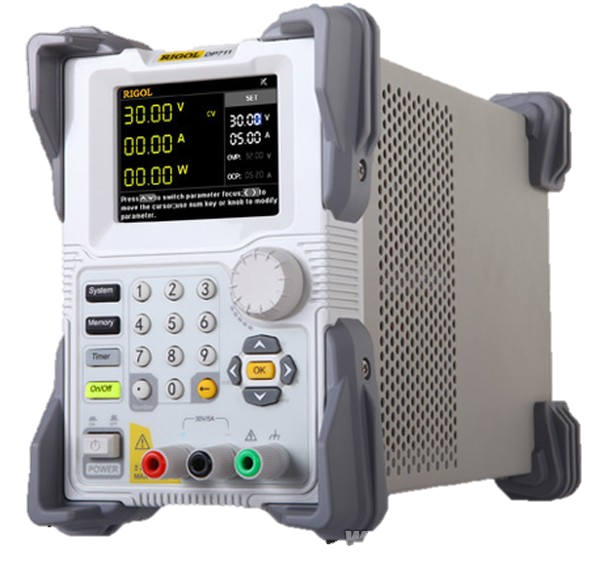 RIGOL DP711
RIGOL
SET
30.00 V CV
30.00 V
00.00 A
05.00 A
OVP: V
00.00 W
OCP: 05.20 A
Press to switch parameter focus; to
move the cursor;use num key or knob to modify
parameter.
System 1 2 3
Memory 4 5 6
Timer 7 8 9
On/Off . 0 ←
OK
30V/5A
POWER